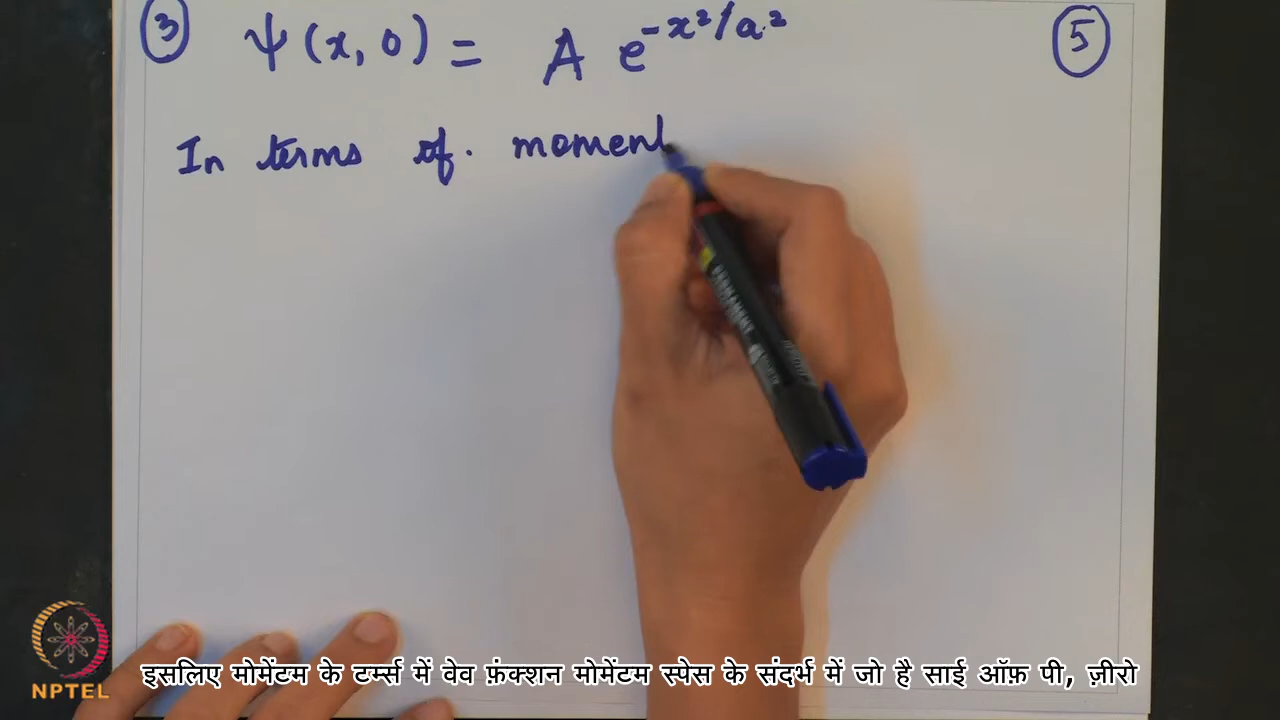 ③ ψ(x, 0) = A e^{-x²/a²} ⑤
In terms of. moment
इसलिए मोमेंटम के टर्म्स में वेव फ़ंक्शन मोमेंटम स्पेस के संदर्भ में जो है साई ऑफ़ पी, ज़ीरो
NPTEL